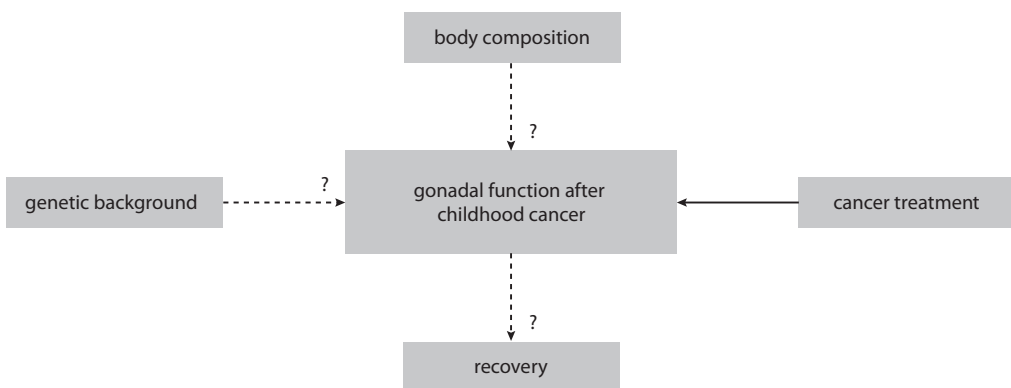 body composition
?
genetic background
?
gonadal function after
childhood cancer
cancer treatment
?
recovery